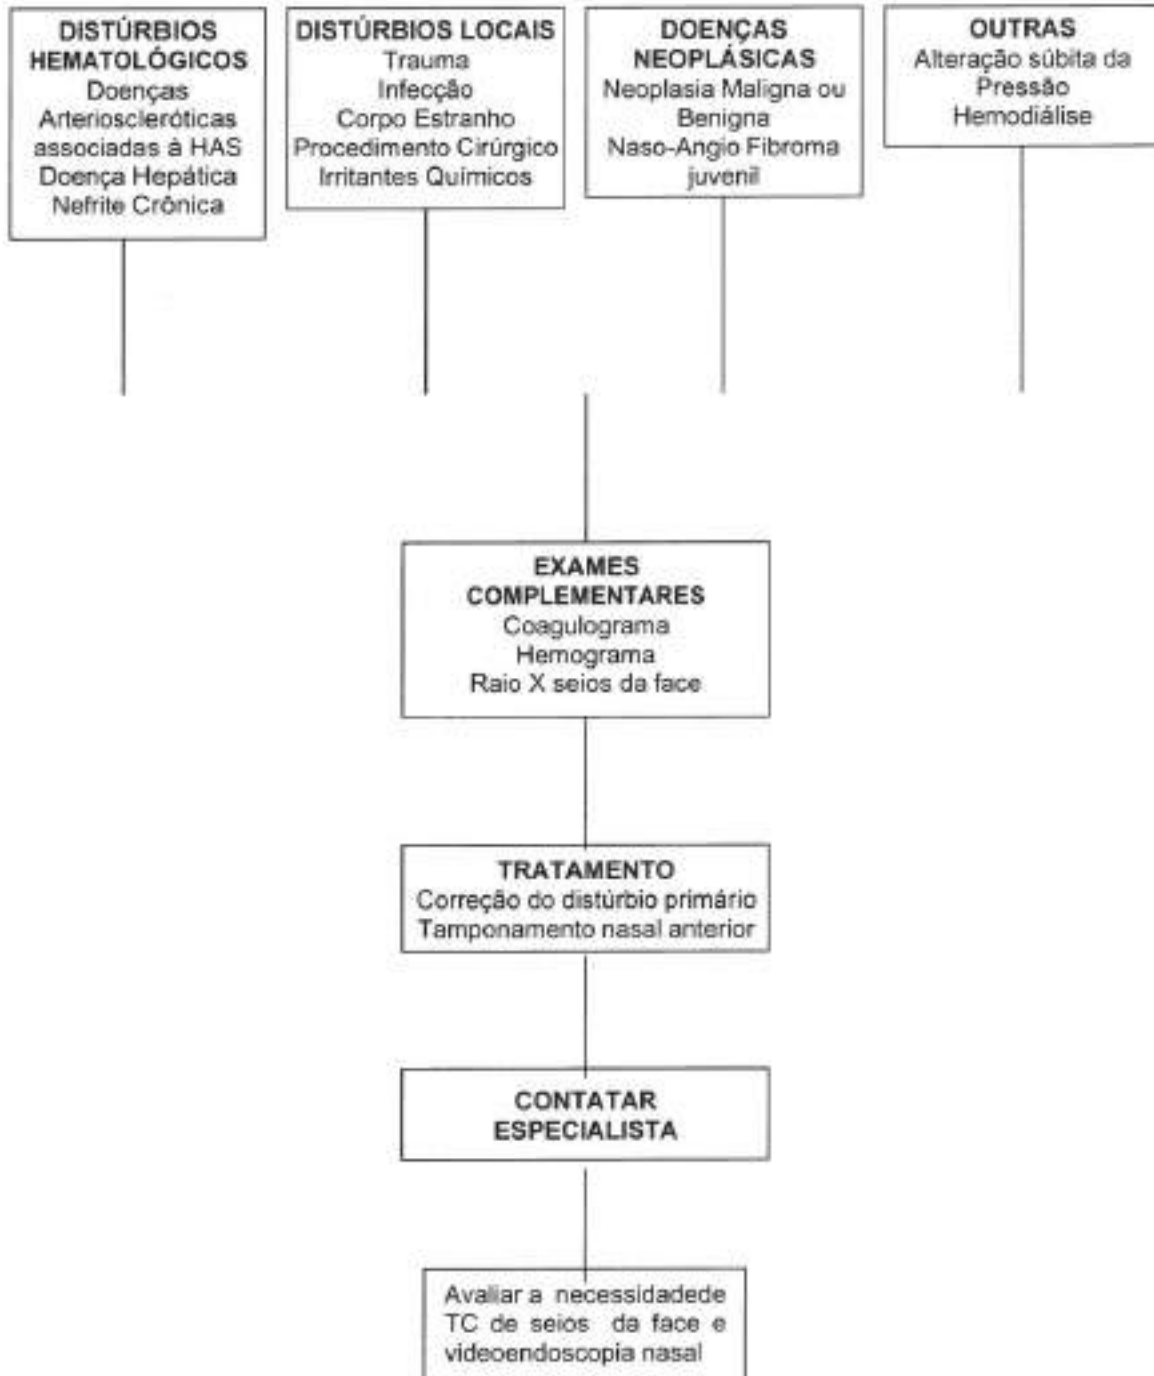 DISTÚRBIOS
HEMATOLÓGICOS
Doenças
Arterioscleróticas
associadas à HAS
Doença Hepática
Nefrite Crônica
DISTÚRBIOS LOCAIS
Trauma
Infecção
Corpo Estranho
Procedimento Cirúrgico
Irritantes Químicos
DOENÇAS
NEOPLÁSICAS
Neoplasia Maligna ou
Benigna
Naso-Angio Fibroma
juvenil
OUTRAS
Alteração súbita da
Pressão
Hemodiálise
EXAMES
COMPLEMENTARES
Coagulograma
Hemograma
Raio X seios da face
TRATAMENTO
Correção do distúrbio primário
Tamponamento nasal anterior
CONTATAR
ESPECIALISTA
Avaliar a necessidadede
TC de seios da face e
videoendoscopia nasal